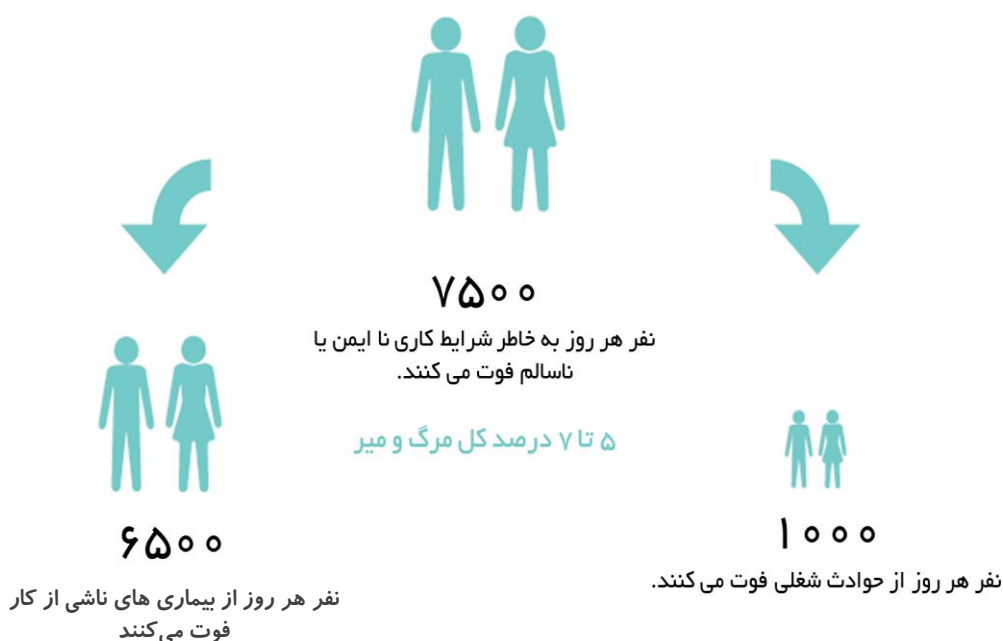 ۷۵۰۰
نفر هر روز به خاطر شرایط کاری نا ایمن یا
ناسالم فوت می کنند.
۵ تا ۷ درصد کل مرگ و میر
۱۰۰۰
نفر هر روز از حوادث شغلی فوت می کنند.
۶۵۰۰
نفر هر روز از بیماری های ناشی از کار
فوت می‌کنند